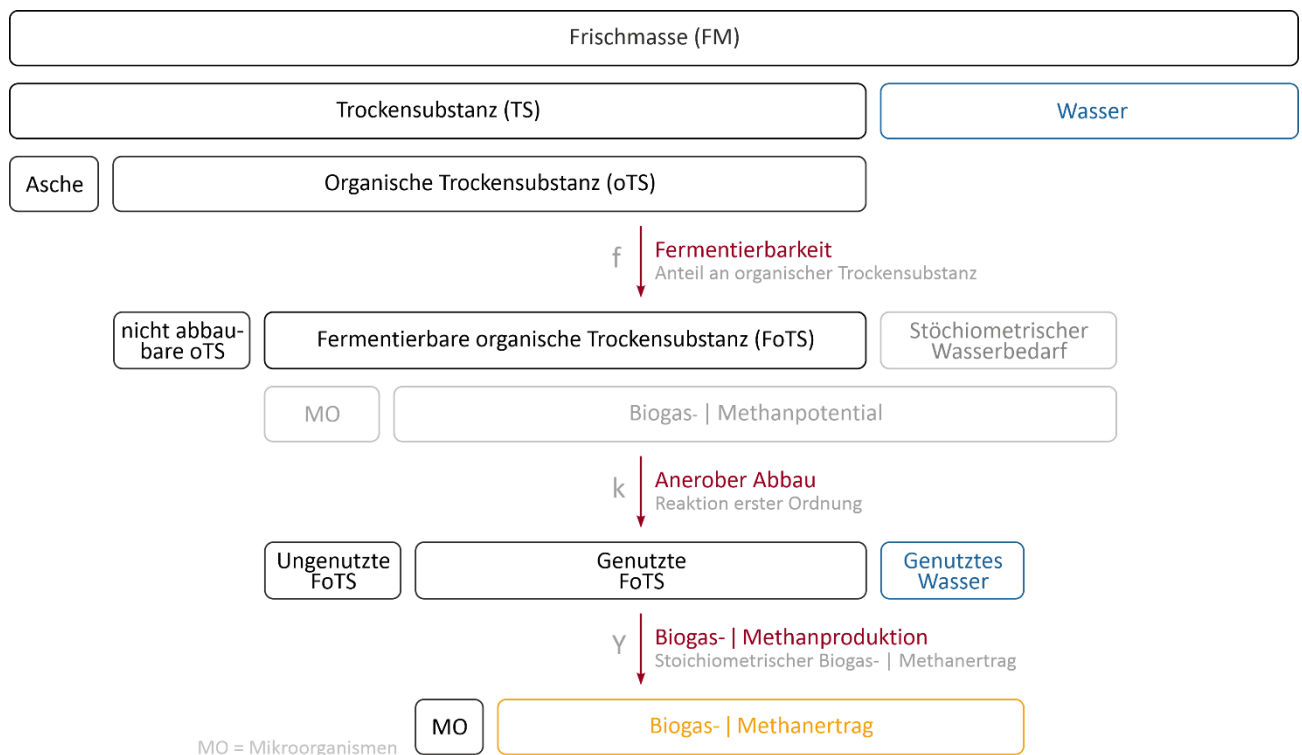 Frischmasse (FM)
Trockensubstanz (TS)
Wasser
Asche
Organische Trockensubstanz (oTS)
f
Fermentierbarkeit
Anteil an organischer Trockensubstanz
nicht abbau-
bare oTS
Fermentierbare organische Trockensubstanz (FoTS)
Stöchiometrischer
Wasserbedarf
MO
Biogas- | Methanpotential
k
Anerober Abbau
Reaktion erster Ordnung
Ungenutzte
FoTS
Genutzte
FoTS
Genutztes
Wasser
Y
Biogas- | Methanproduktion
Stoichiometrischer Biogas- | Methanertrag
MO
Biogas- | Methanertrag
MO = Mikroorganismen